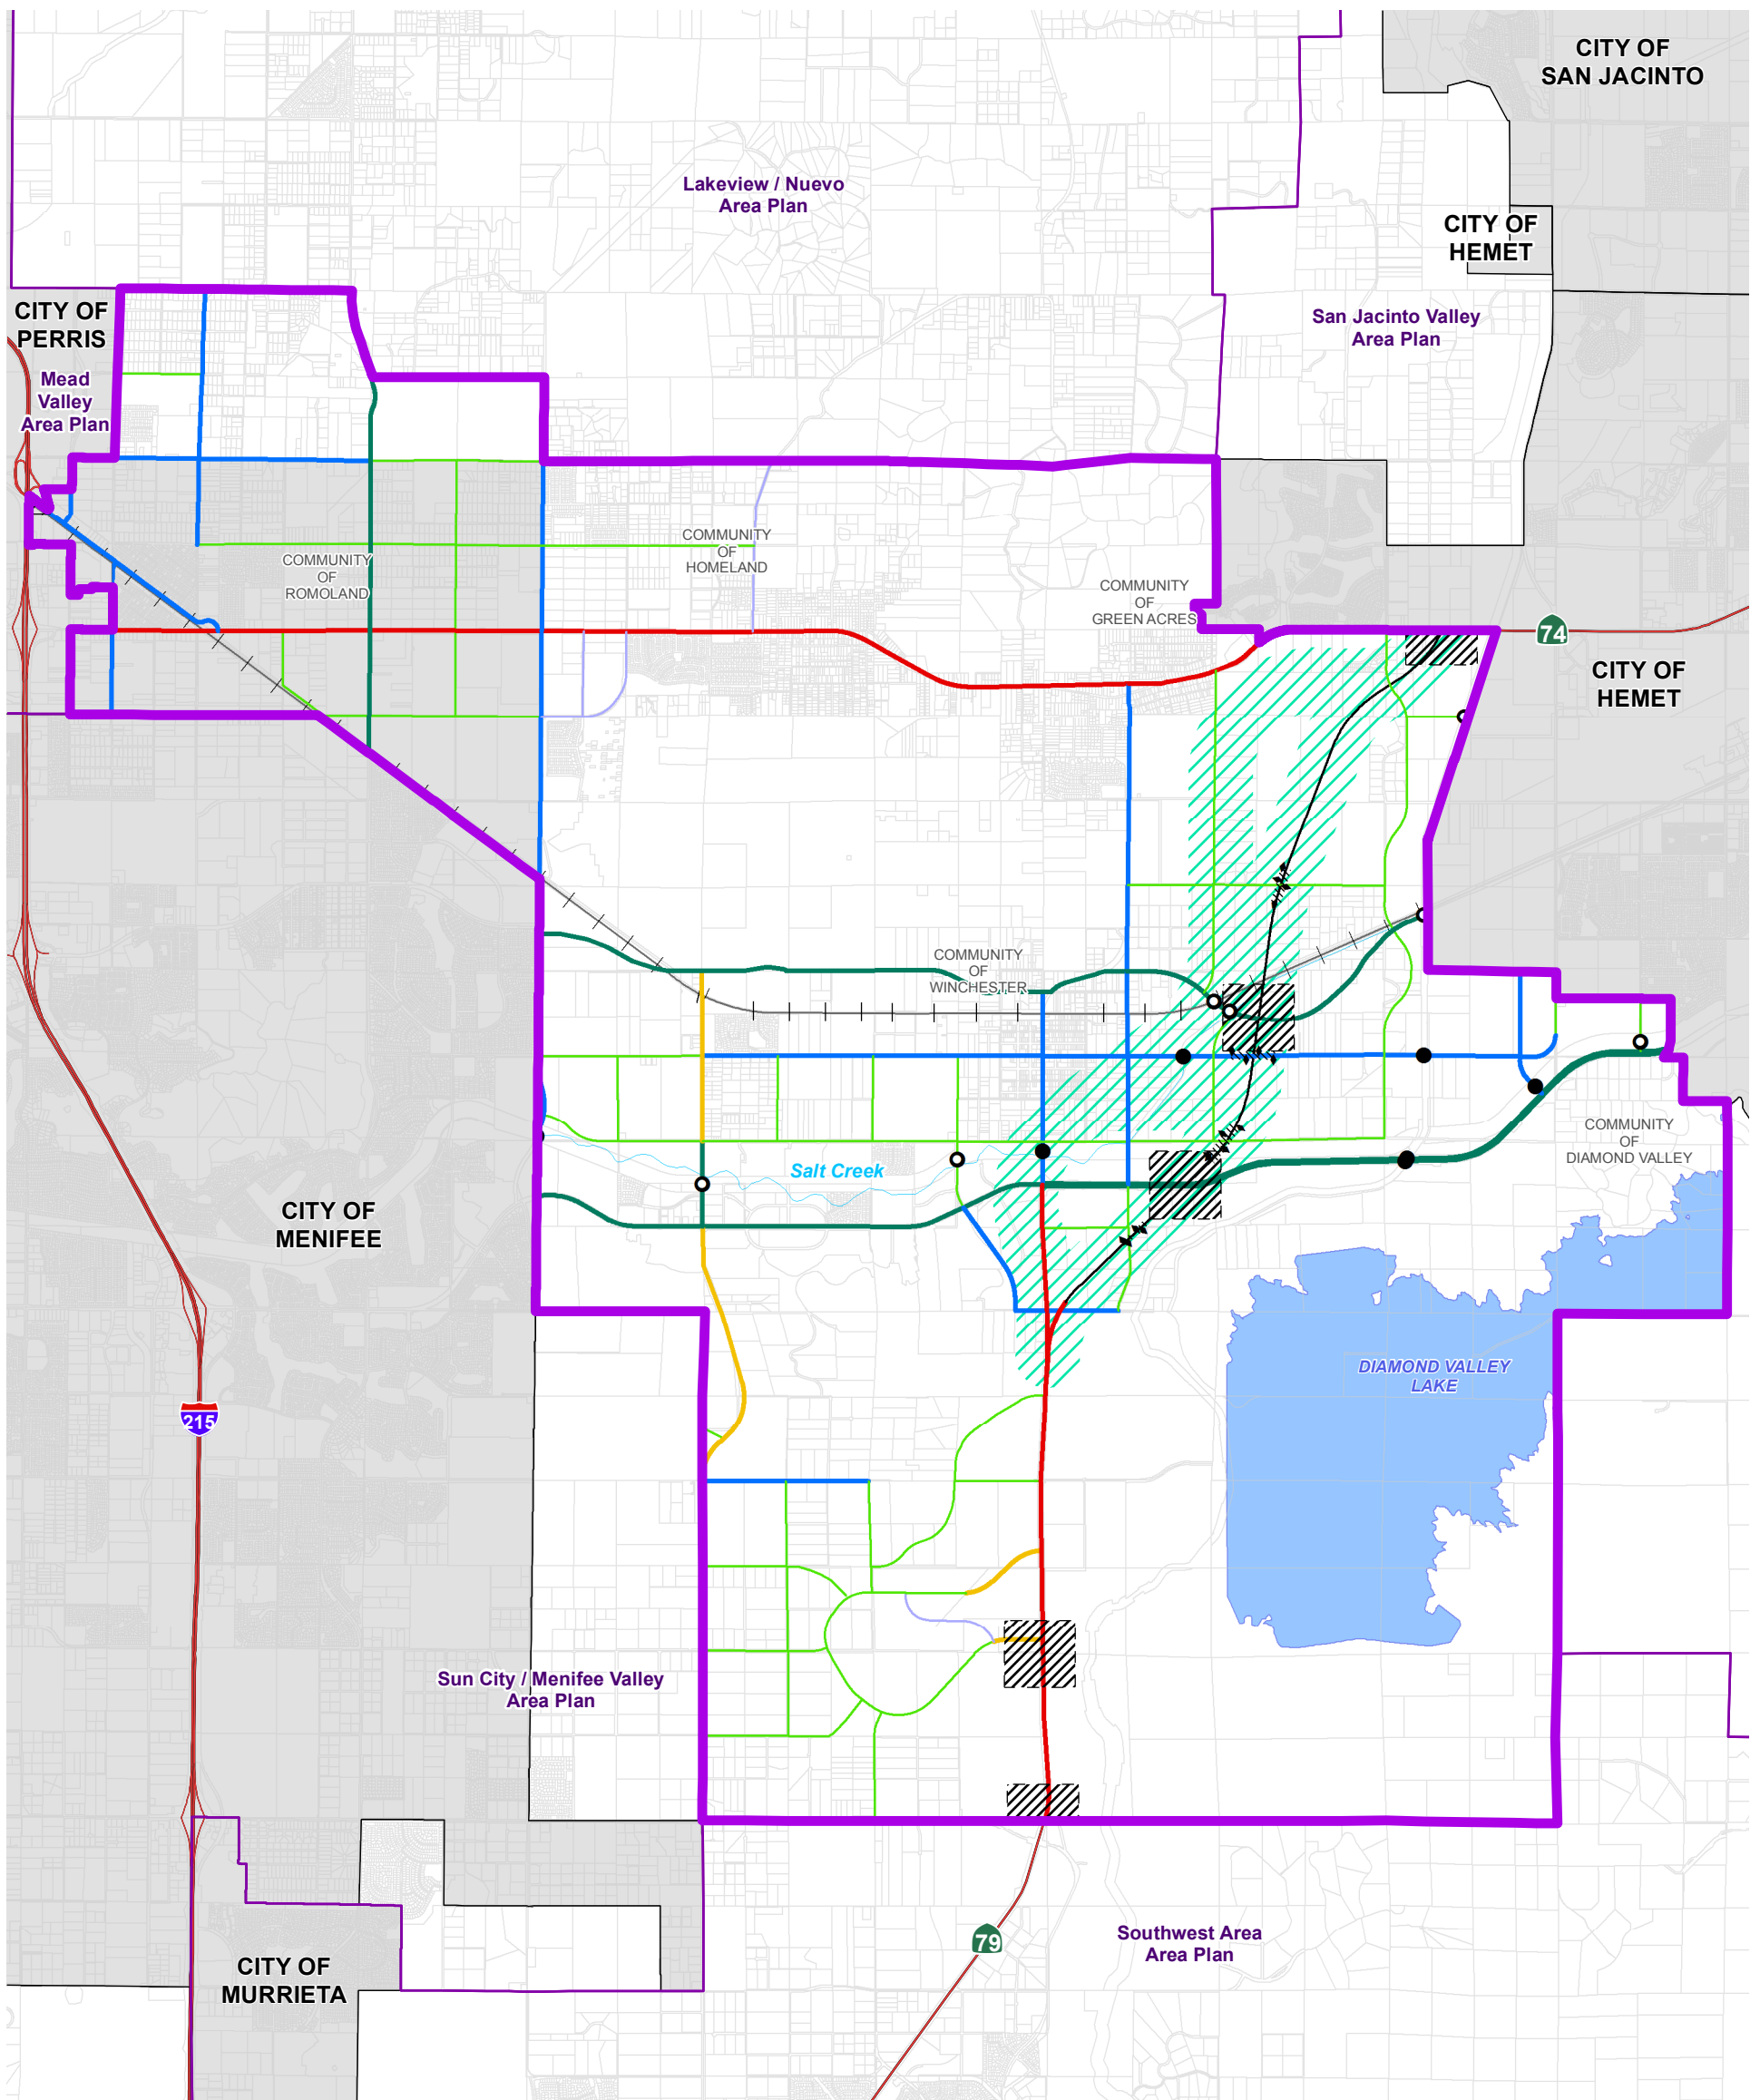 CITY OF
SAN JACINTO
Lakeview / Nuevo
Area Plan
CITY OF
HEMET
CITY OF
PERRIS
San Jacinto Valley
Area Plan
Mead
Valley
Area Plan
COMMUNITY
OF
HOMELAND
COMMUNITY
OF
ROMOLAND
COMMUNITY
OF
GREEN ACRES
74
CITY OF
HEMET
COMMUNITY
OF
WINCHESTER
COMMUNITY
OF
DIAMOND VALLEY
Salt Creek
CITY OF
MENIFEE
DIAMOND VALLEY
LAKE
215
Sun City / Menifee Valley
Area Plan
Southwest Area
Area Plan
79
CITY OF
MURRIETA